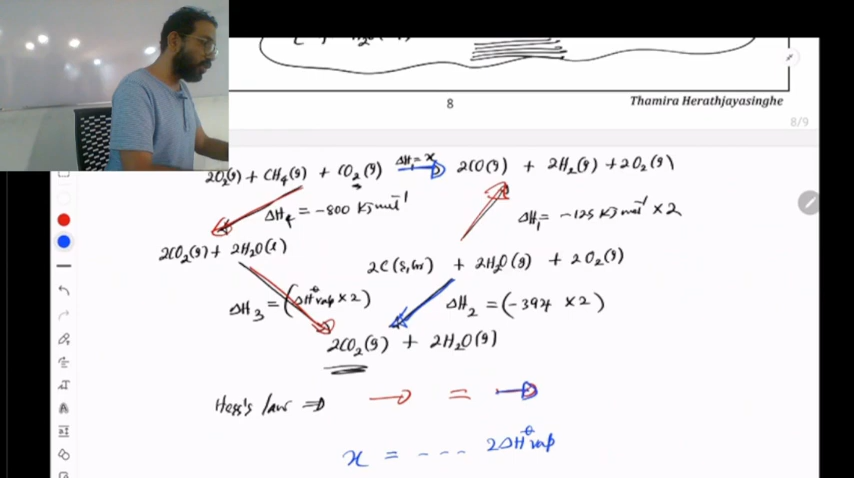 8
Thamira Herathjayasinghe
8/9
2O₂(g) + CH₄(g) + CO₂(g) ΔH₁ = x 2CO(g) + 2H₂(g) + 2O₂(g)
ΔH₄ = -800 kJ mol⁻¹
ΔH₁ = -125 kJ mol⁻¹ × 2
2CO₂(g) + 2H₂O(l)
2C(s,Gr) + 2H₂O(g) + 2O₂(g)
ΔH₃ = (ΔH^θ vap × 2)
ΔH₂ = (-394 × 2)
2CO₂(g) + 2H₂O(g)
Hess's law ⇒ → = →
x = - - - 2ΔH^θ vap